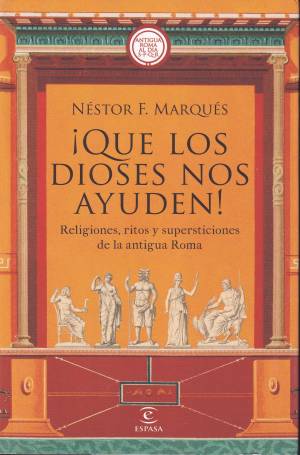 ANTIGUA
ROMA
AL DÍA
S·P·Q·R
NÉSTOR F. MARQUÉS
¡QUE LOS
DIOSES NOS
AYUDEN!
Religiones, ritos y supersticiones
de la antigua Roma
ESPASA